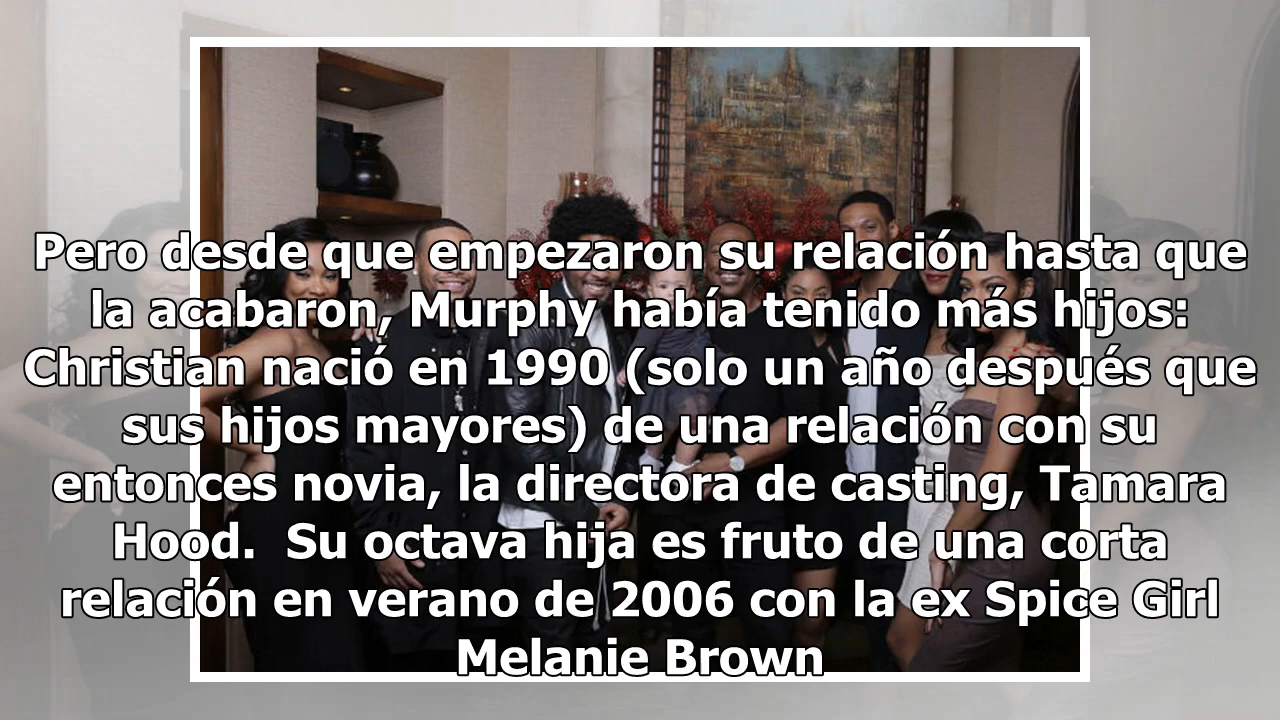 Pero desde que empezaron su relación hasta que
la acabaron, Murphy había tenido más hijos:
Christian nació en 1990 (solo un año después que
sus hijos mayores) de una relación con su
entonces novia, la directora de casting, Tamara
Hood.  Su octava hija es fruto de una corta
relación en verano de 2006 con la ex Spice Girl
Melanie Brown